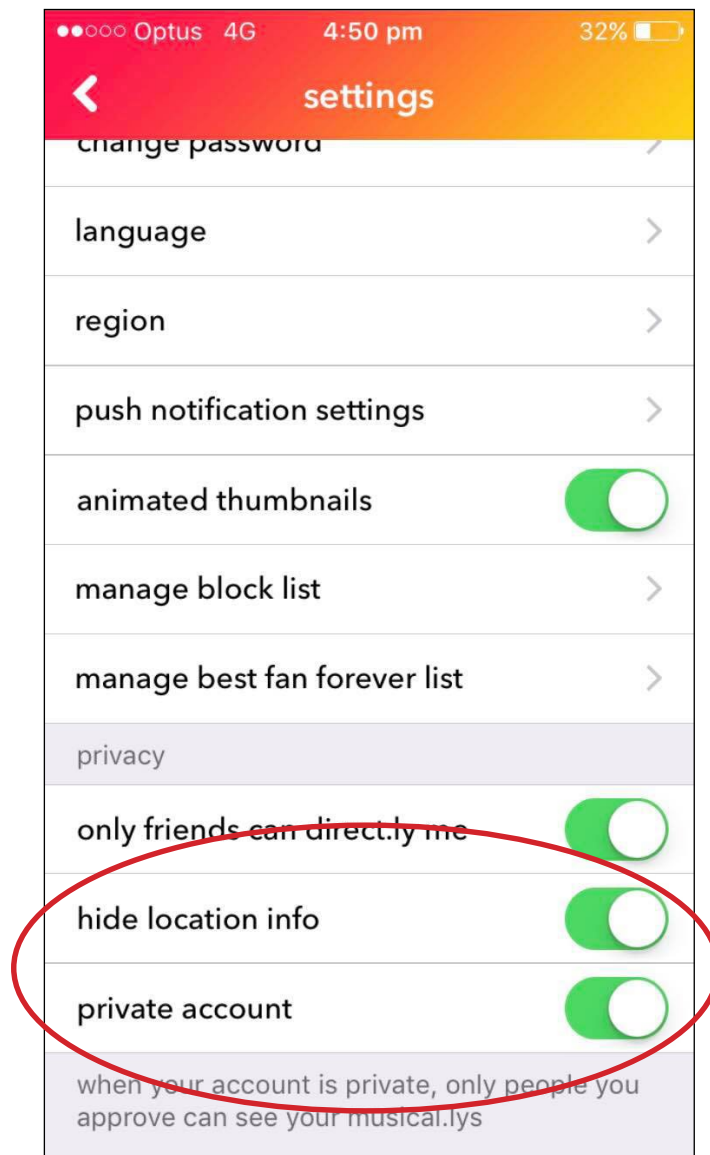 Optus 4G 4:50 pm 32%
settings
change password
language
region
push notification settings
animated thumbnails
manage block list
manage best fan forever list
privacy
only friends can direct.ly me
hide location info
private account
when your account is private, only people you
approve can see your musical.lys